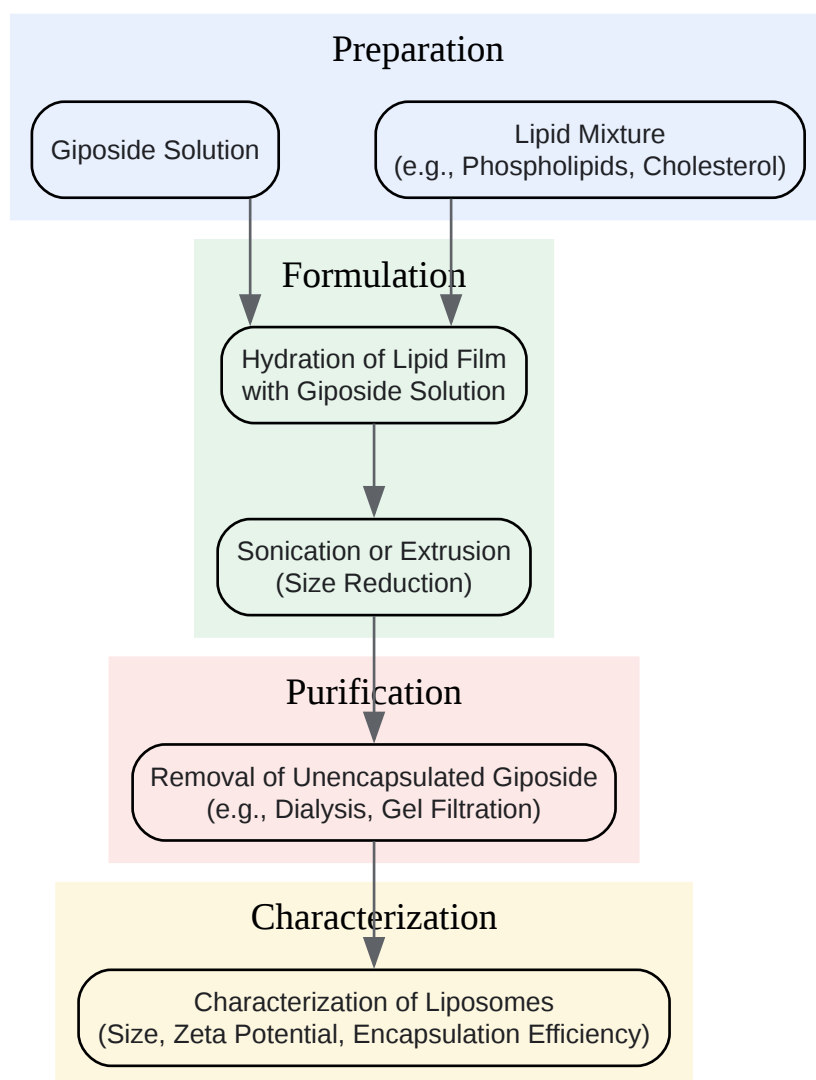 Preparation
Giposide Solution
Lipid Mixture
(e.g., Phospholipids, Cholesterol)
Formulation
Hydration of Lipid Film
with Giposide Solution
Sonication or Extrusion
(Size Reduction)
Purification
Removal of Unencapsulated Giposide
(e.g., Dialysis, Gel Filtration)
Characterization
Characterization of Liposomes
(Size, Zeta Potential, Encapsulation Efficiency)